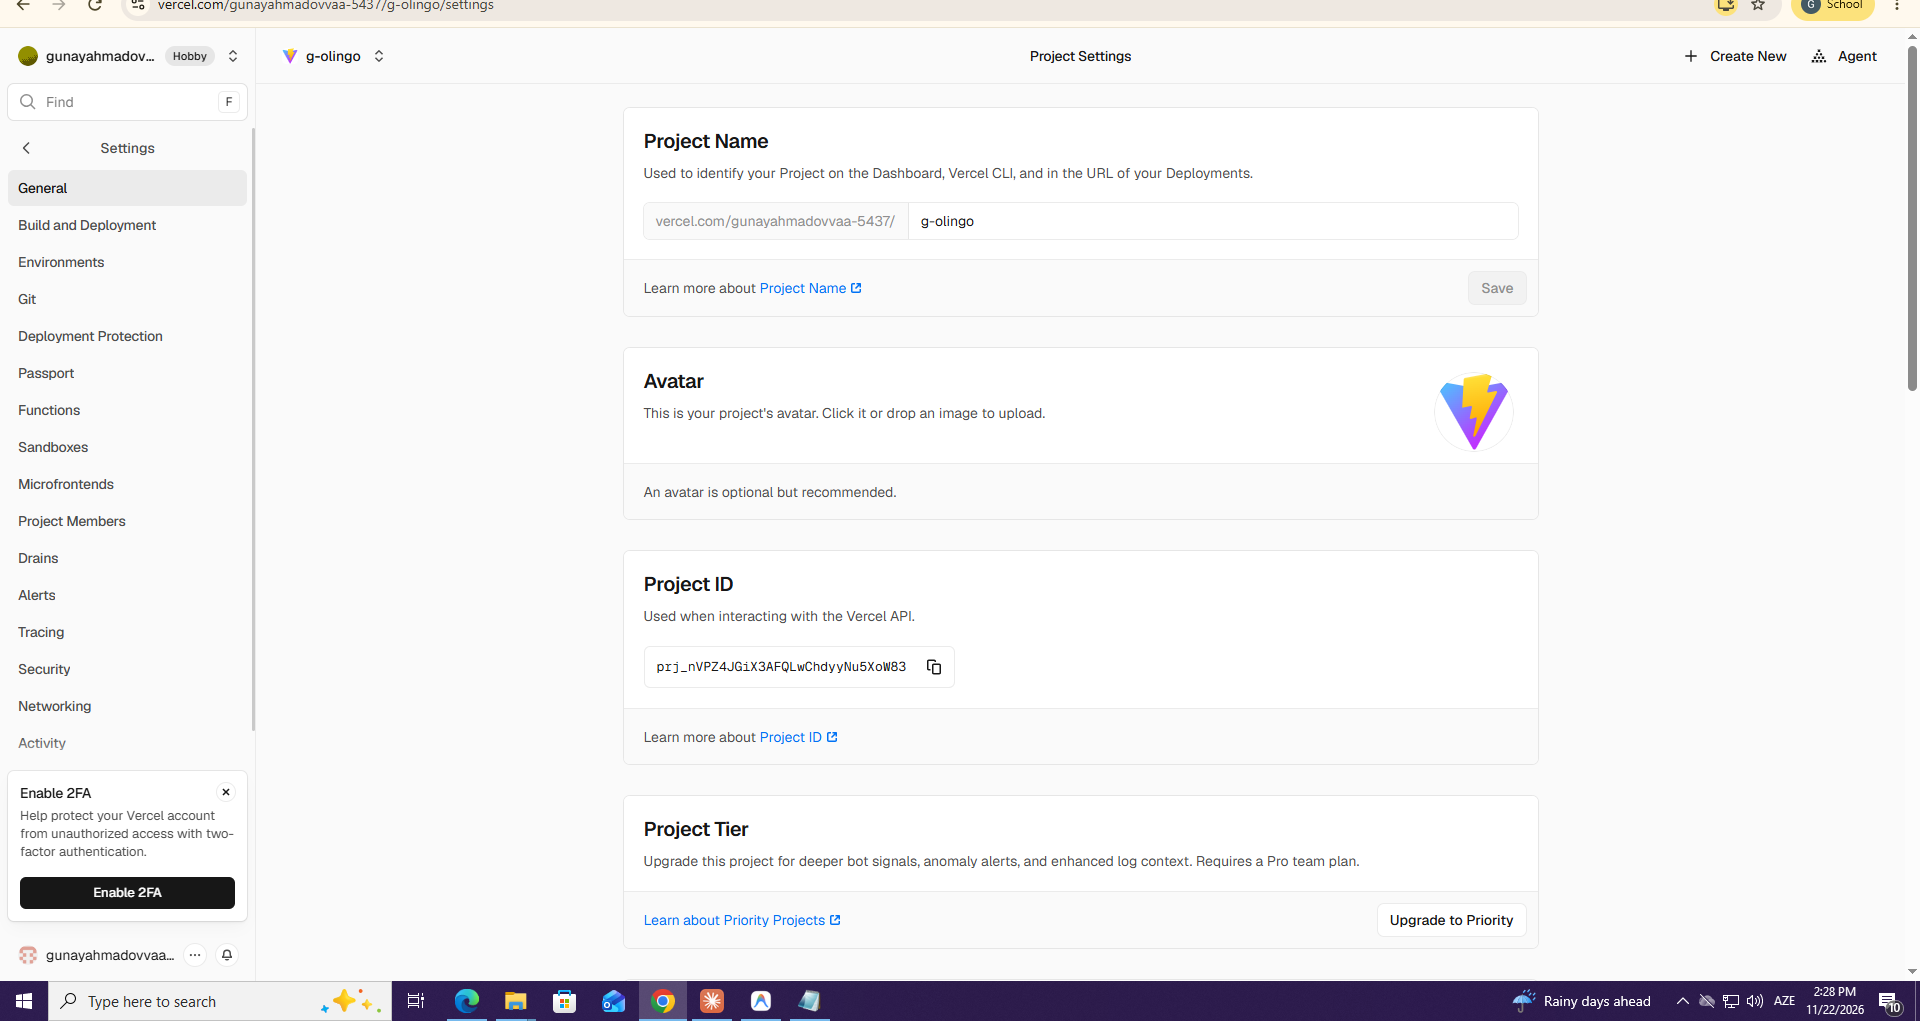 vercel.com/gunayahmadovvaa-5437/g-olingo/settings
G School
gunayahmadov... Hobby
g-olingo
Project Settings
Create New
Agent
Find F
Settings
General
Build and Deployment
Environments
Git
Deployment Protection
Passport
Functions
Sandboxes
Microfrontends
Project Members
Drains
Alerts
Tracing
Security
Networking
Activity
Enable 2FA
Help protect your Vercel account
from unauthorized access with two-
factor authentication.
Enable 2FA
gunayahmadovvaa...
Project Name
Used to identify your Project on the Dashboard, Vercel CLI, and in the URL of your Deployments.
vercel.com/gunayahmadovvaa-5437/ g-olingo
Learn more about Project Name
Save
Avatar
This is your project's avatar. Click it or drop an image to upload.
An avatar is optional but recommended.
Project ID
Used when interacting with the Vercel API.
prj_nVPZ4JGiX3AFQLwChdyyNu5XoW83
Learn more about Project ID
Project Tier
Upgrade this project for deeper bot signals, anomaly alerts, and enhanced log context. Requires a Pro team plan.
Learn about Priority Projects
Upgrade to Priority
Type here to search
Rainy days ahead
AZE
2:28 PM
11/22/2026
10